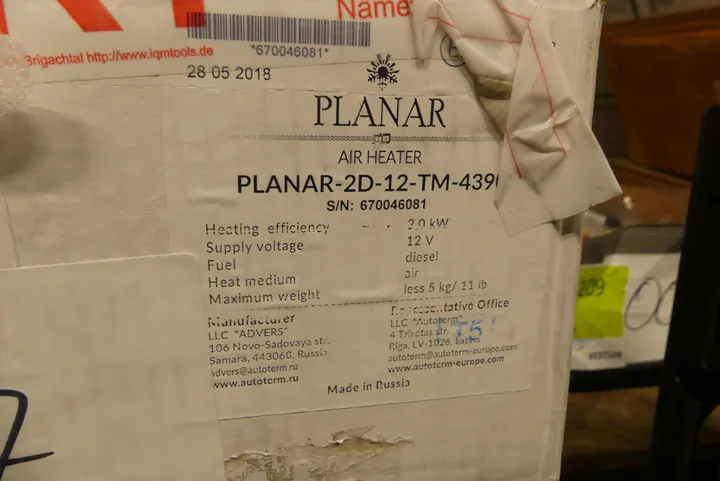 Name:
Brigachtal http://www.iqmtools.de
*670046081*
28 05 2018
PLANAR
AIR HEATER
PLANAR-2D-12-TM-439
S/N: 670046081
Heating efficiency 2.0 kW
Supply voltage 12 V
Fuel diesel
Heat medium air
Maximum weight less 5 kg/ 11 ib
Manufacturer
LLC "ADVERS"
106 Novo-Sadovaya str.
Samara, 443068, Russia
advers@autoterm.ru
www.autoterm.ru
Representative Office
LLC "Autoterm"
4 Trikatas str.
Riga, LV-1026, Latvia
autoterm@autoterm-europe.com
www.autoterm-europe.com
Made in Russia
209